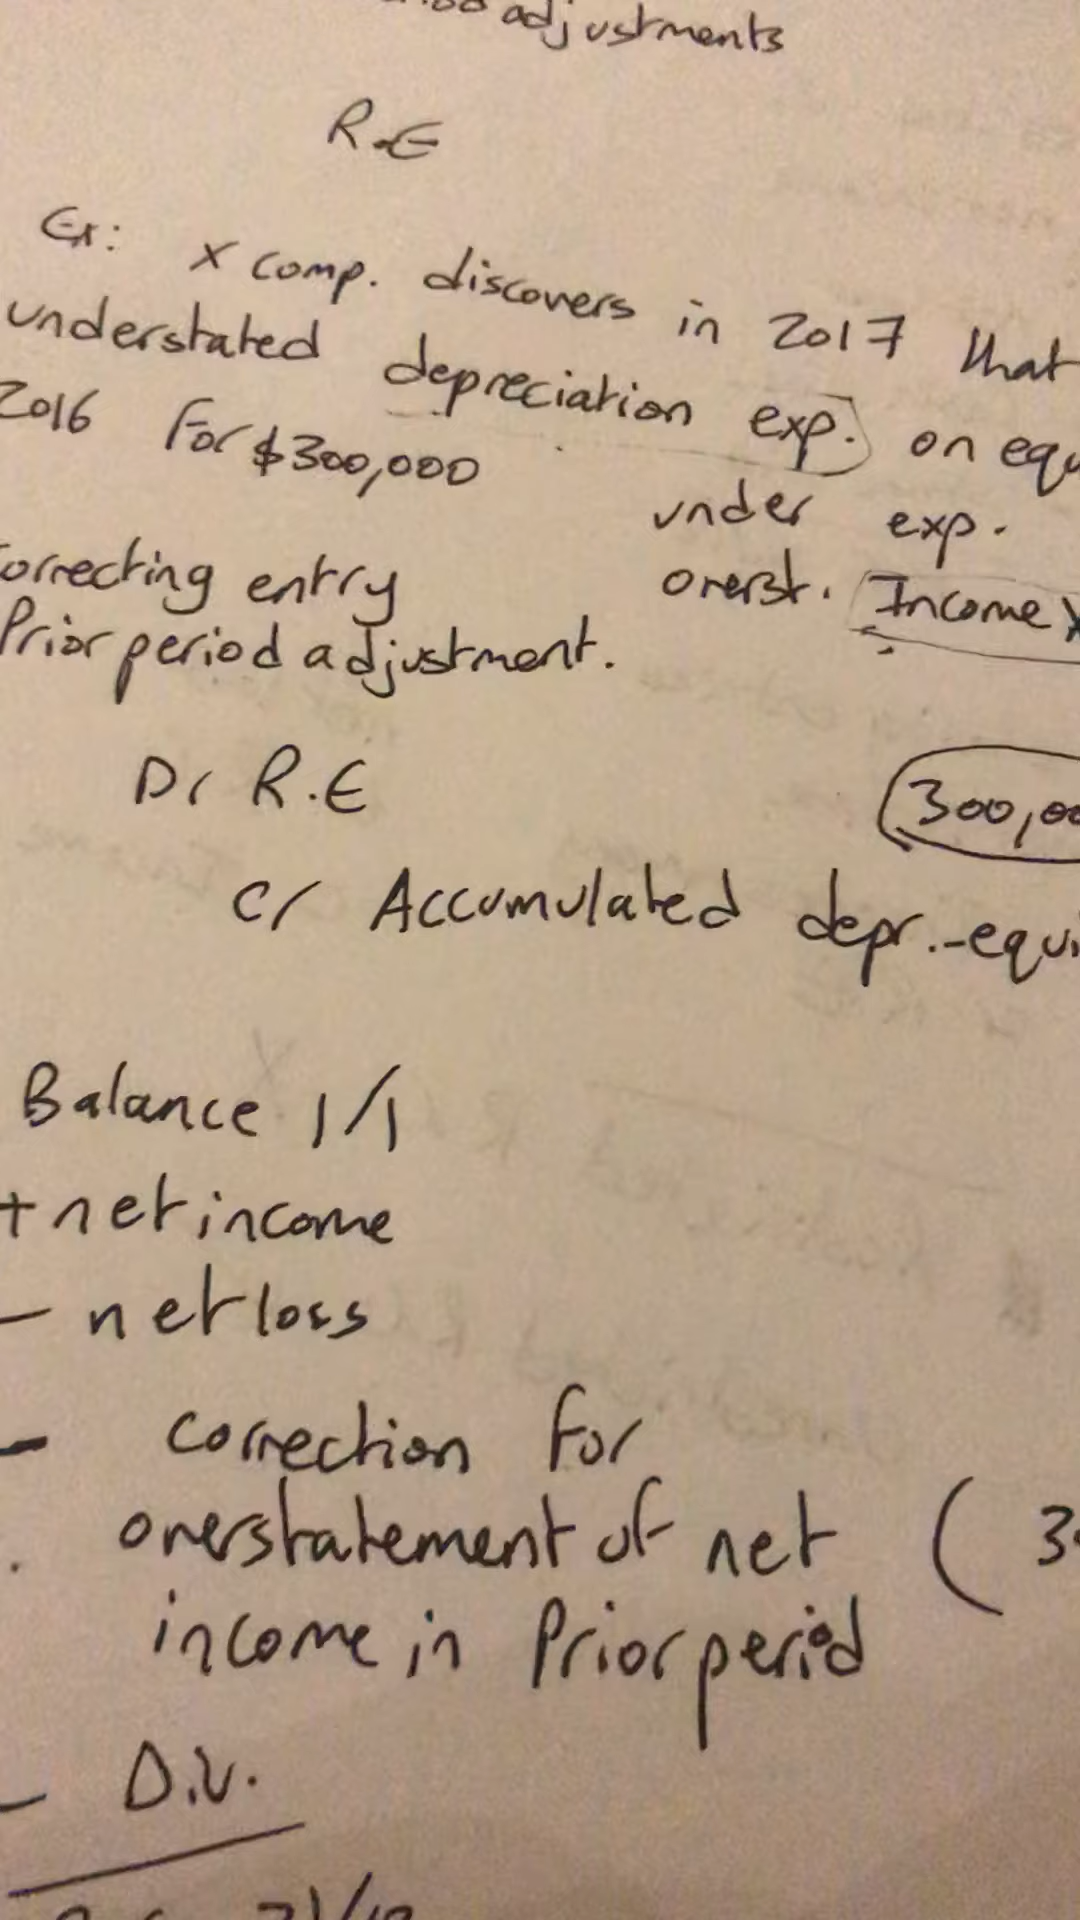 adjustments
R.E
Ex: X comp. discovers in 2017 that
understated depreciation exp. on equ
2016 For $300,000
under exp.
overst. Income
orrecting entry
Prior period adjustment.
Dr R.E 300,00
Cr Accumulated depr.-equi
Balance 1/1
+ net income
- net loss
- correction For
overstatement of net ( 3
income in Prior period
- D.V.